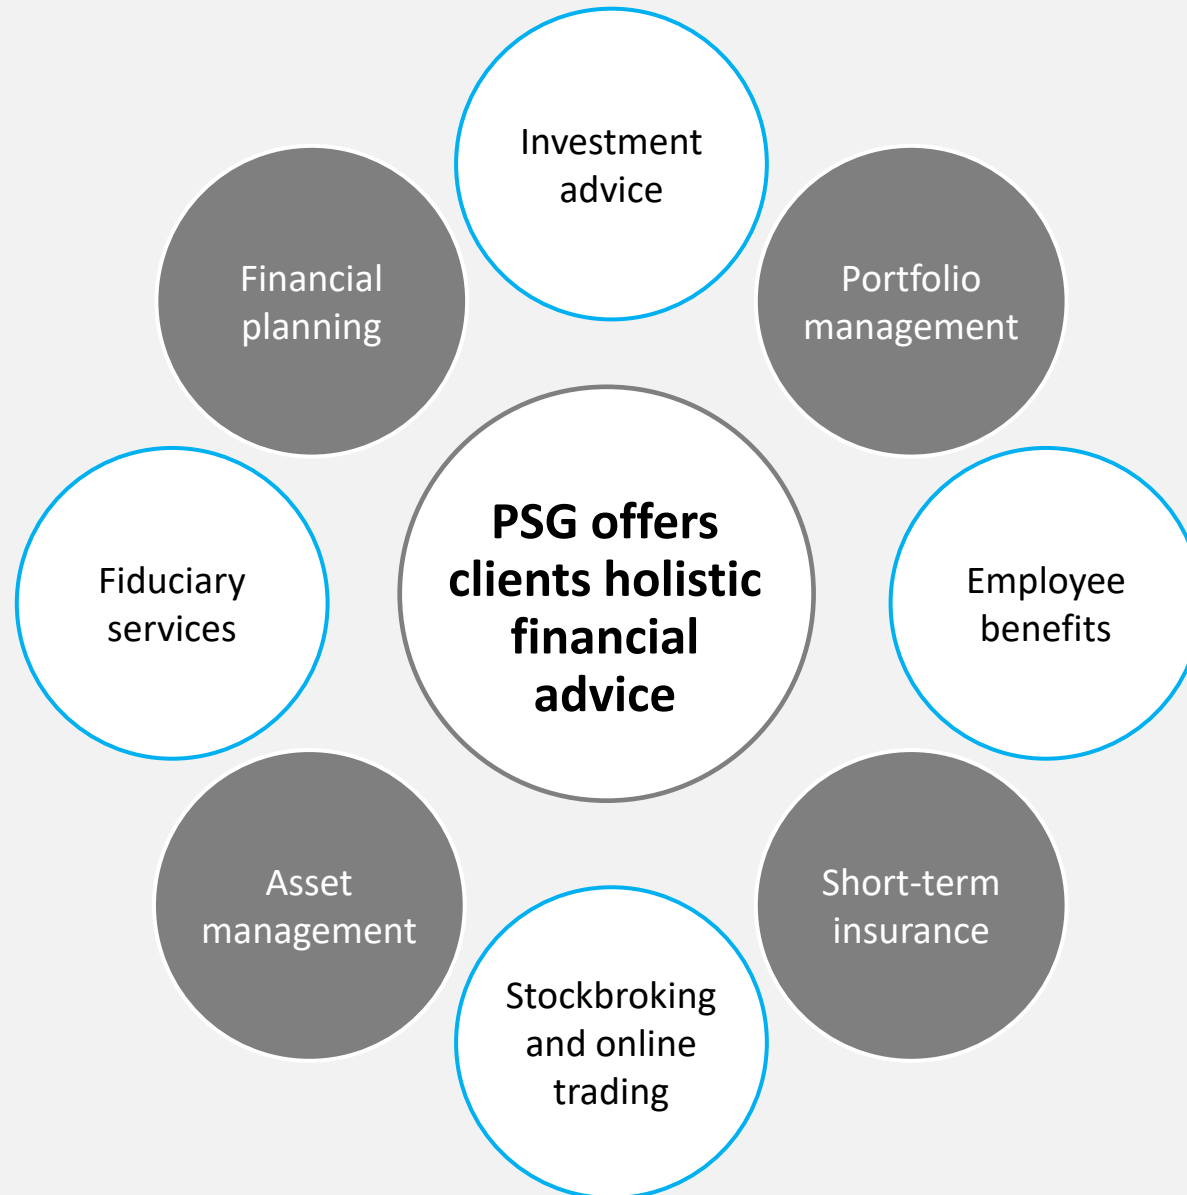 Investment
advice
Financial
planning
Portfolio
management
PSG offers
clients holistic
financial
advice
Fiduciary
services
Employee
benefits
Asset
management
Short-term
insurance
Stockbroking
and online
trading